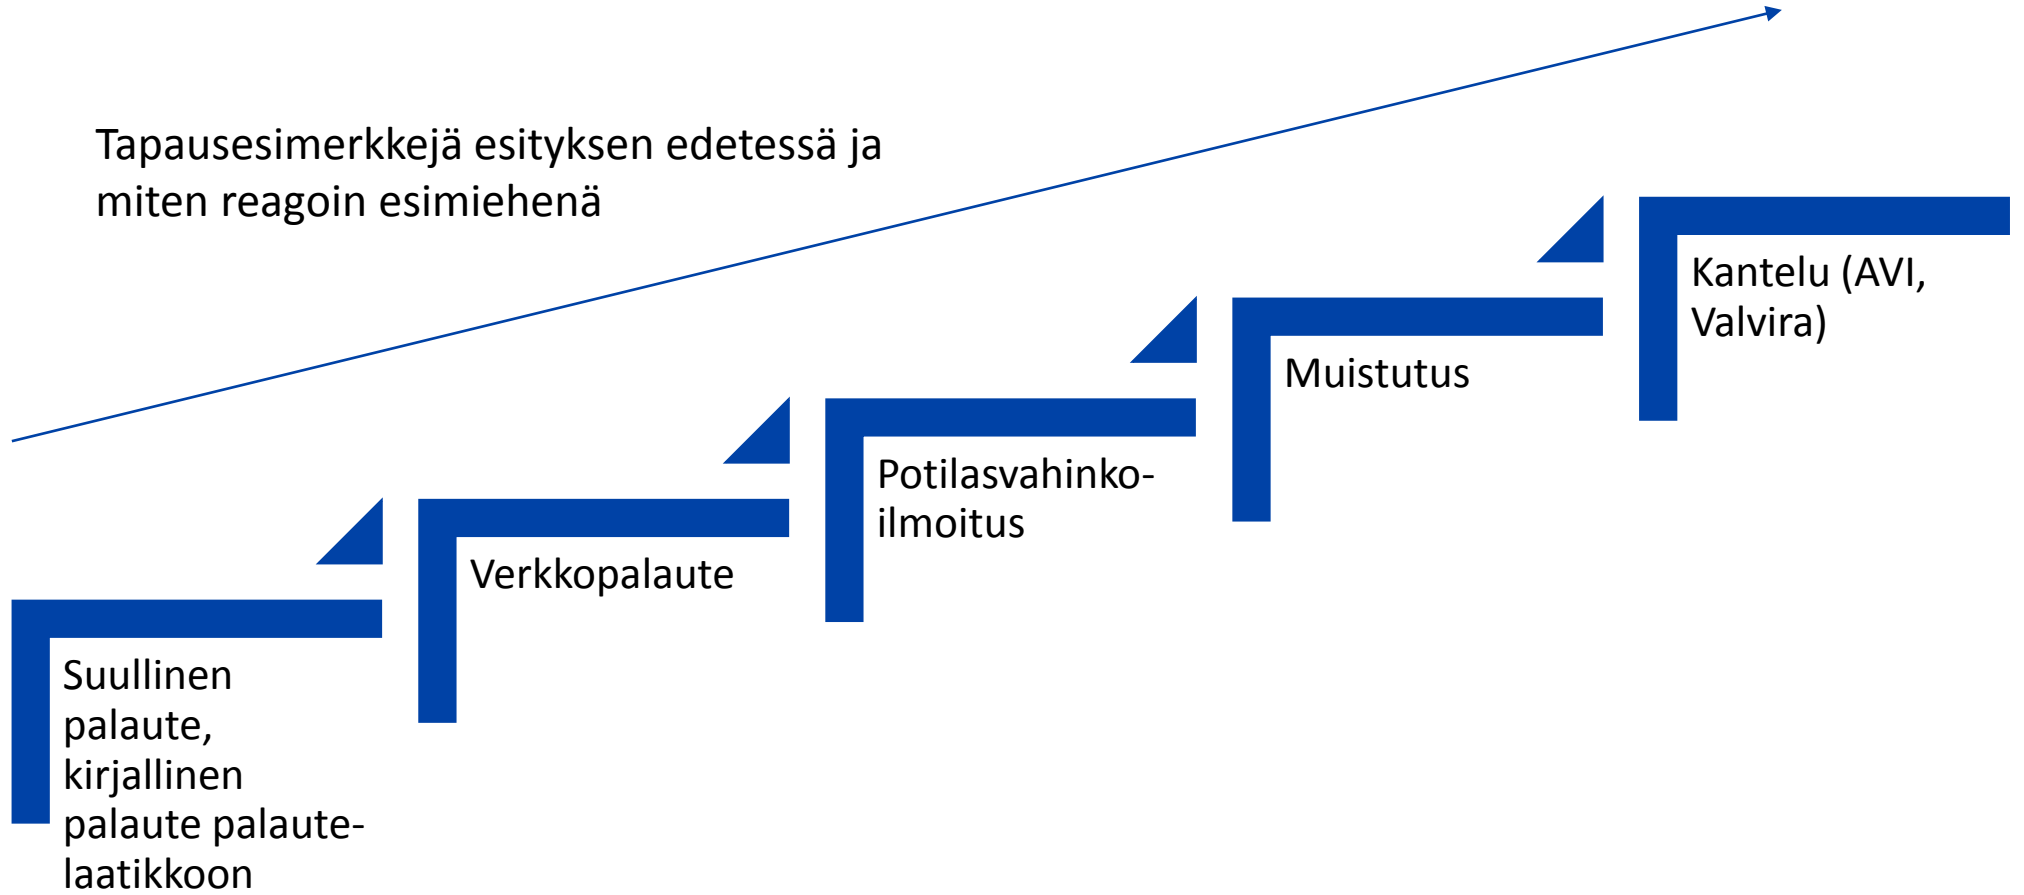 Tapausesimerkkejä esityksen edetessä ja
miten reagoin esimiehenä
Suullinen
palaute,
kirjallinen
palaute palaute-
laatikkoon
Verkkopalaute
Potilasvahinko-
ilmoitus
Muistutus
Kantelu (AVI,
Valvira)